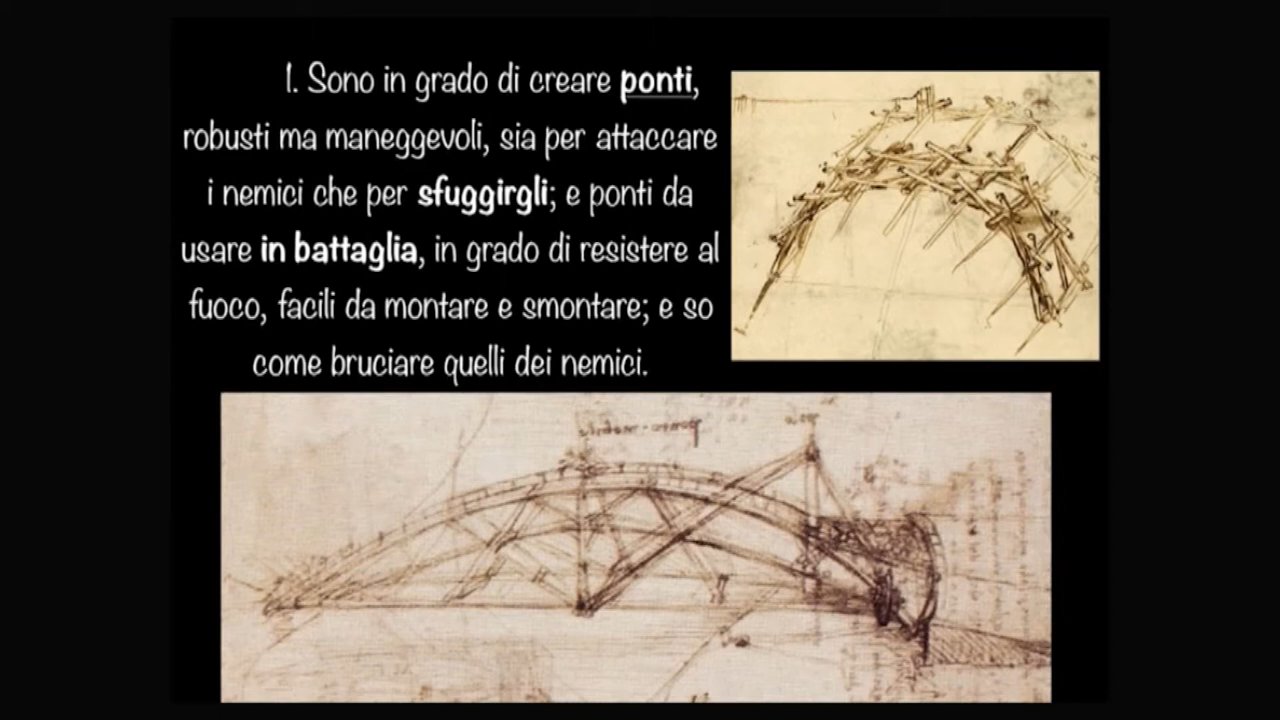 1. Sono in grado di creare ponti,
robusti ma maneggevoli, sia per attaccare
i nemici che per sfuggirgli; e ponti da
usare in battaglia, in grado di resistere al
fuoco, facili da montare e smontare; e so
come bruciare quelli dei nemici.